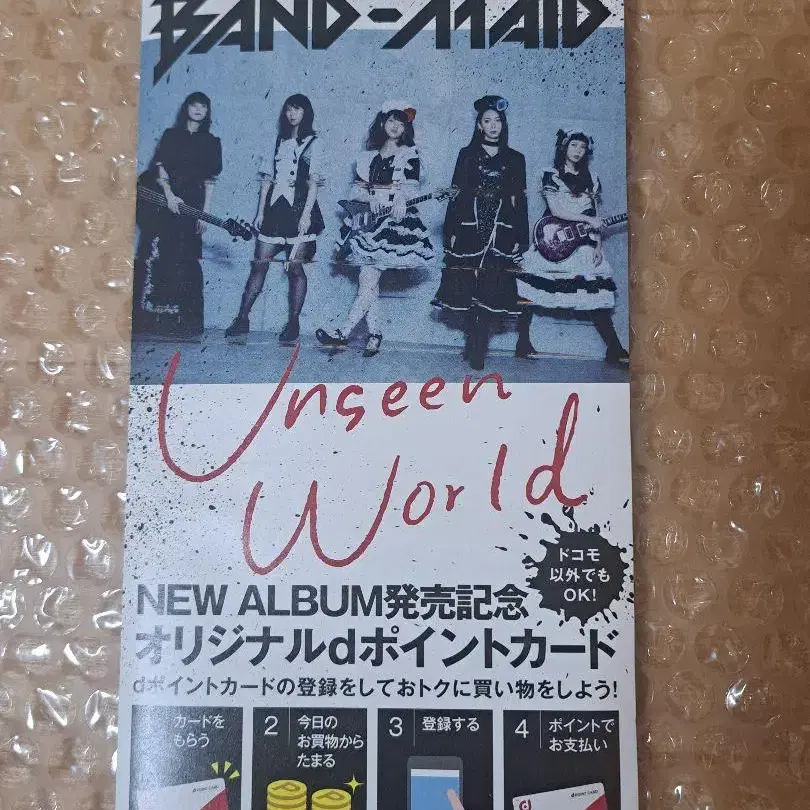 BAND-MAID
Unseen
World
ドコモ
以外でも
OK!
NEW ALBUM発売記念
オリジナルdポイントカード
dポイントカードの登録をしておトクに買い物をしよう!
1 カードを
もらう
2 今日の
お買物から
たまる
3 登録する
4 ポイントで
お支払い
d POINT CARD